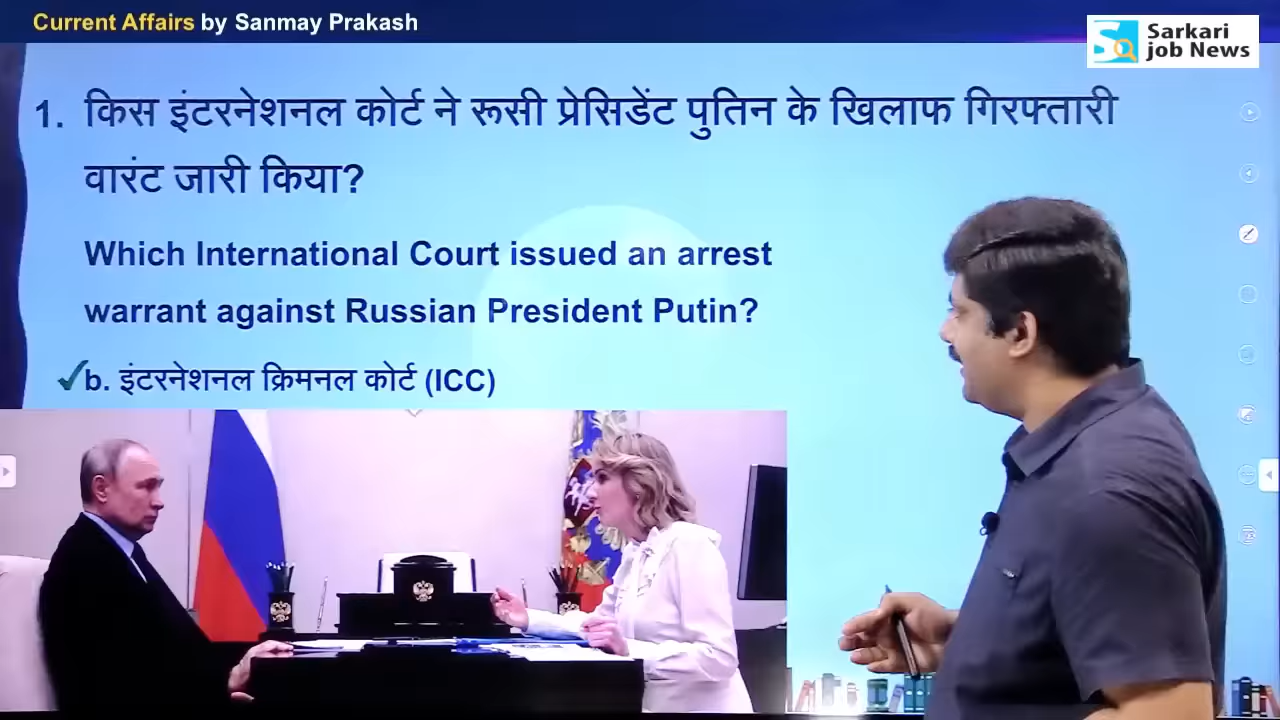 Current Affairs by Sanmay Prakash
Sarkari
job News
1. किस इंटरनेशनल कोर्ट ने रूसी प्रेसिडेंट पुतिन के खिलाफ गिरफ्तारी
वारंट जारी किया?
Which International Court issued an arrest
warrant against Russian President Putin?
b. इंटरनेशनल क्रिमनल कोर्ट (ICC)